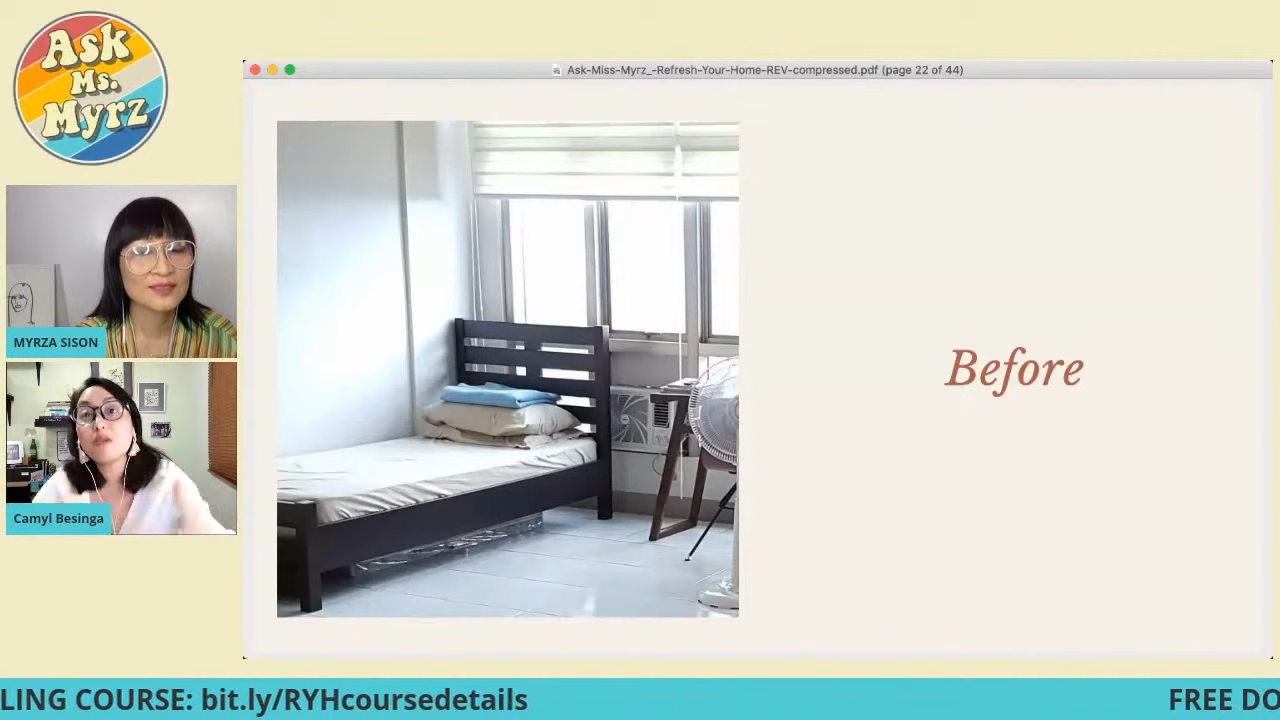 Ask
Ms.
Myrz
Ask-Miss-Myrz_-Refresh-Your-Home-REV-compressed.pdf (page 22 of 44)
MYRZA SISON
Before
Camyl Besinga
LING COURSE: bit.ly/RYHcoursedetails
FREE DO